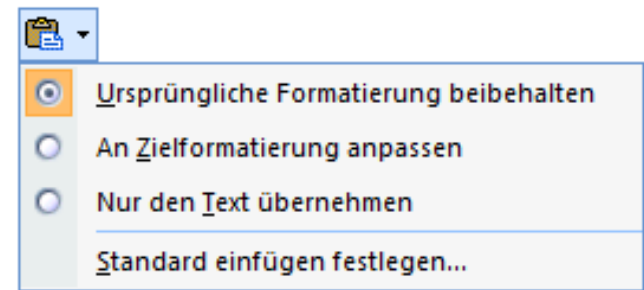 Ursprüngliche Formatierung beibehalten
An Zielformatierung anpassen
Nur den Text übernehmen
Standard einfügen festlegen...